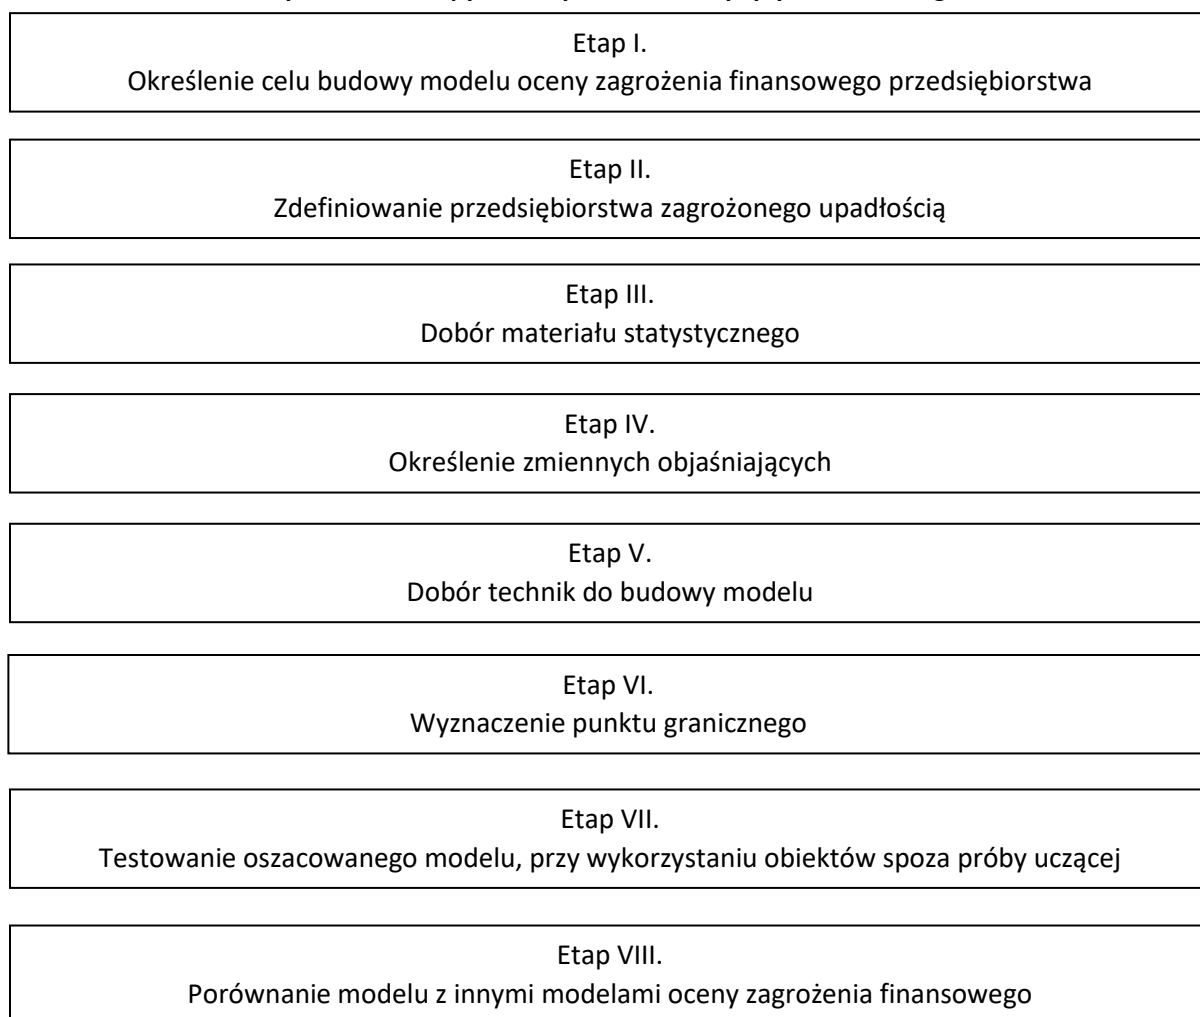 Etap I.
Określenie celu budowy modelu oceny zagrożenia finansowego przedsiębiorstwa
Etap II.
Zdefiniowanie przedsiębiorstwa zagrożonego upadłością
Etap III.
Dobór materiału statystycznego
Etap IV.
Określenie zmiennych objaśniających
Etap V.
Dobór technik do budowy modelu
Etap VI.
Wyznaczenie punktu granicznego
Etap VII.
Testowanie oszacowanego modelu, przy wykorzystaniu obiektów spoza próby uczącej
Etap VIII.
Porównanie modelu z innymi modelami oceny zagrożenia finansowego